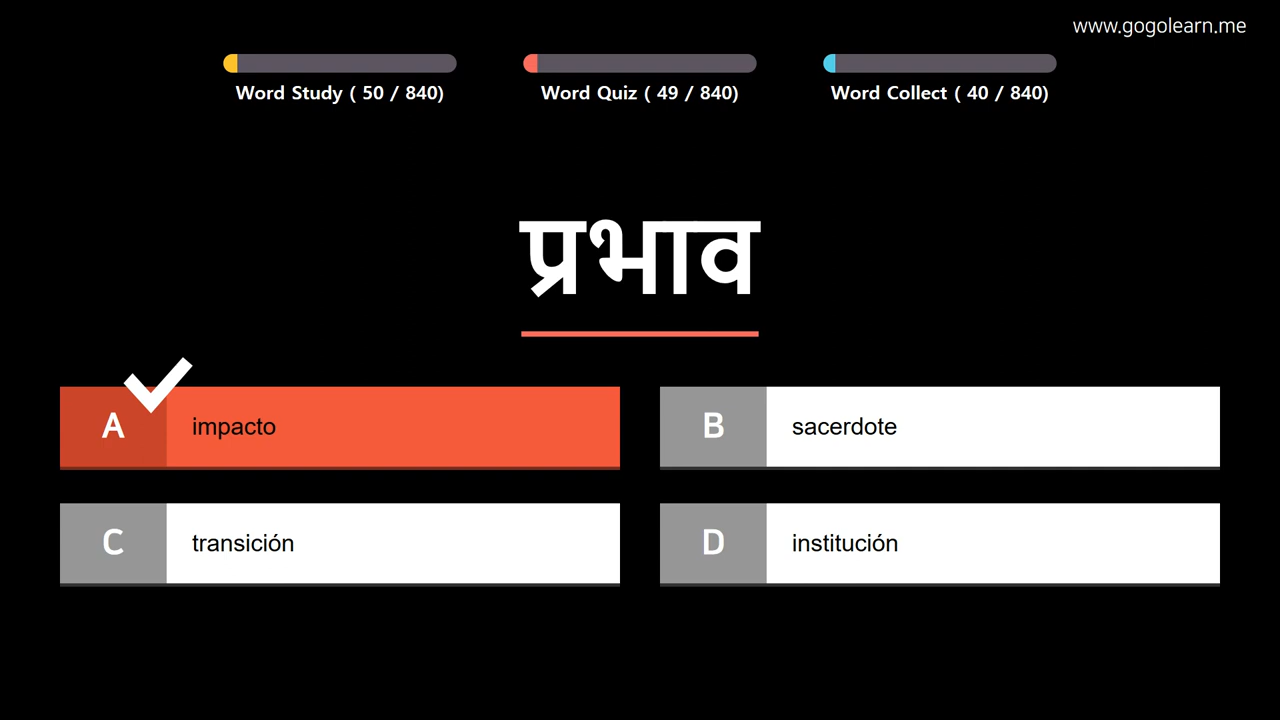 www.gogolearn.me
Word Study ( 50 / 840)
Word Quiz ( 49 / 840)
Word Collect ( 40 / 840)
प्रभाव
A impacto
B sacerdote
C transición
D institución